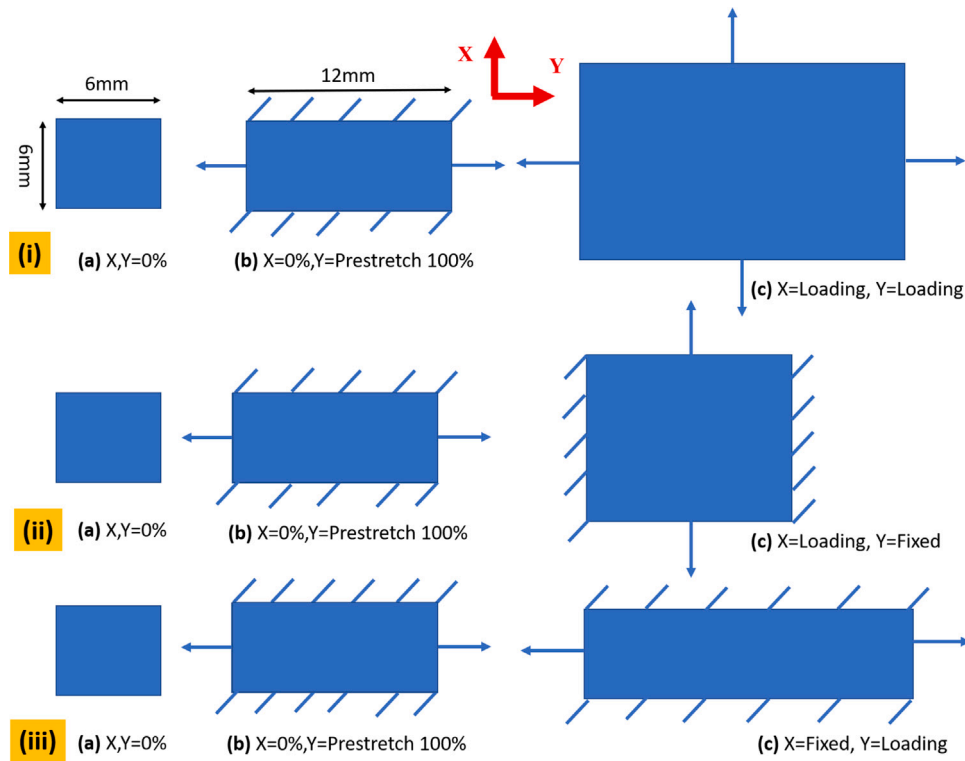 6mm
12mm
X
Y
6mm
(i)
(a) X,Y=0%
(b) X=0%,Y=Prestretch 100%
(c) X=Loading, Y=Loading
(ii)
(a) X,Y=0%
(b) X=0%,Y=Prestretch 100%
(c) X=Loading, Y=Fixed
(iii)
(a) X,Y=0%
(b) X=0%,Y=Prestretch 100%
(c) X=Fixed, Y=Loading